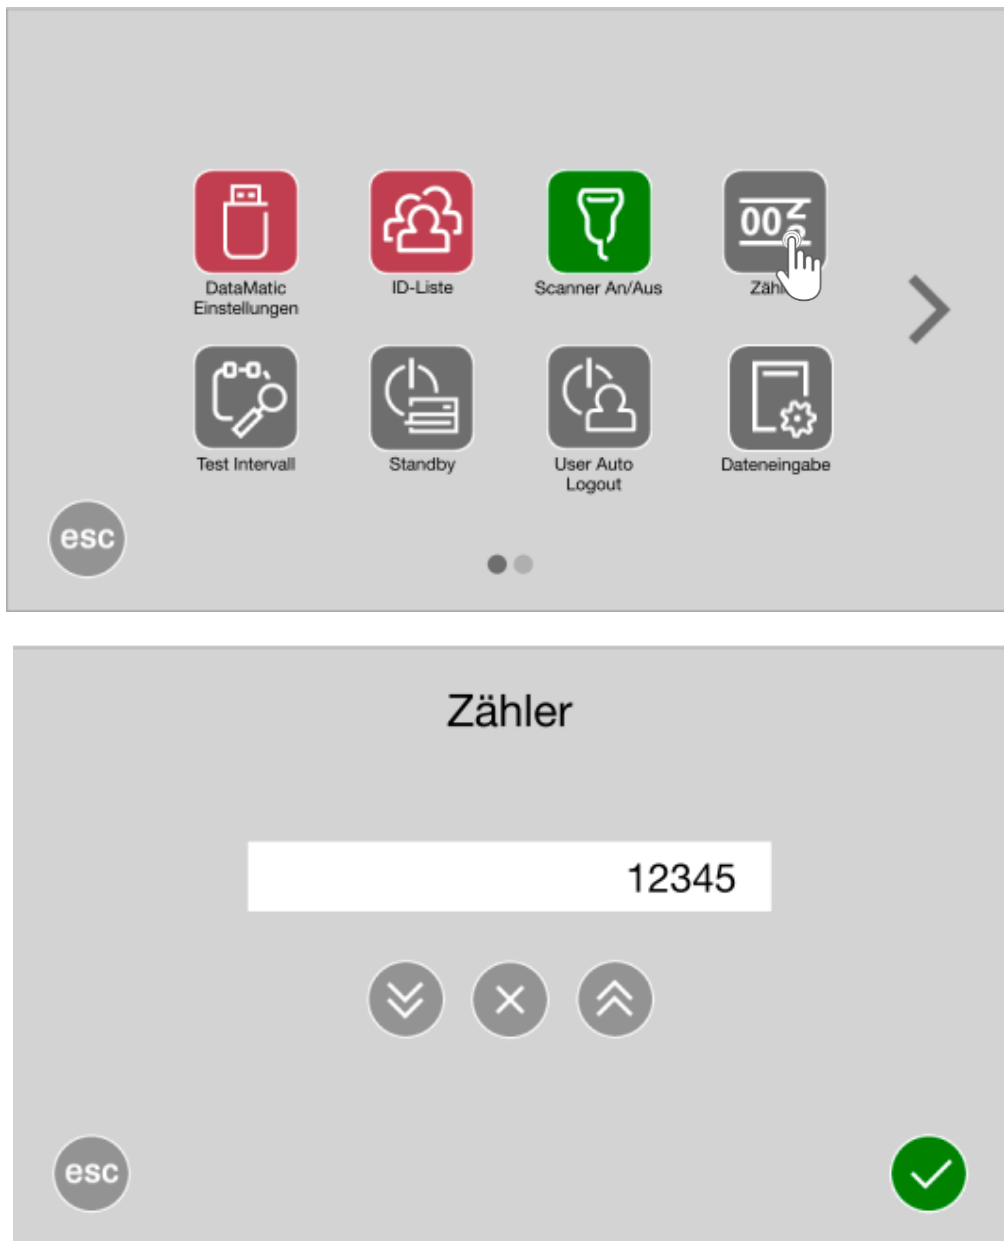 DataMatic
Einstellungen
ID-Liste
Scanner An/Aus
00
Test Intervall
Standby
User Auto
Logout
Dateneingabe
esc
Zähler
12345
esc